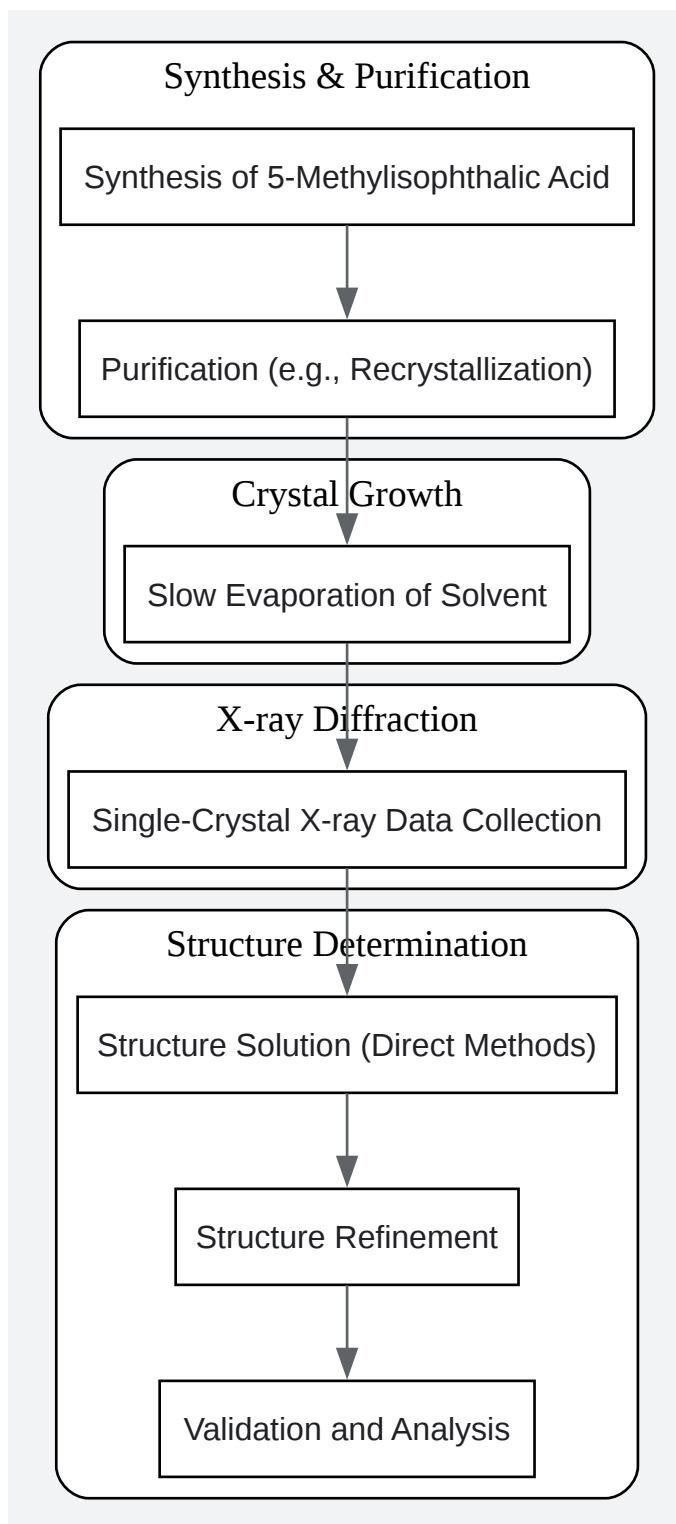 Synthesis & Purification
Synthesis of 5-Methylisophthalic Acid
Purification (e.g., Recrystallization)
Crystal Growth
Slow Evaporation of Solvent
X-ray Diffraction
Single-Crystal X-ray Data Collection
Structure Determination
Structure Solution (Direct Methods)
Structure Refinement
Validation and Analysis